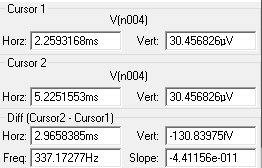 Cursor 1
V(n004)
Horz: 2.2593168ms Vert: 30.456826µV
Cursor 2
V(n004)
Horz: 5.2251553ms Vert: 30.456826µV
Diff (Cursor2 - Cursor1)
Horz: 2.9658385ms Vert: -130.83975fV
Freq: 337.17277Hz Slope: -4.41156e-011